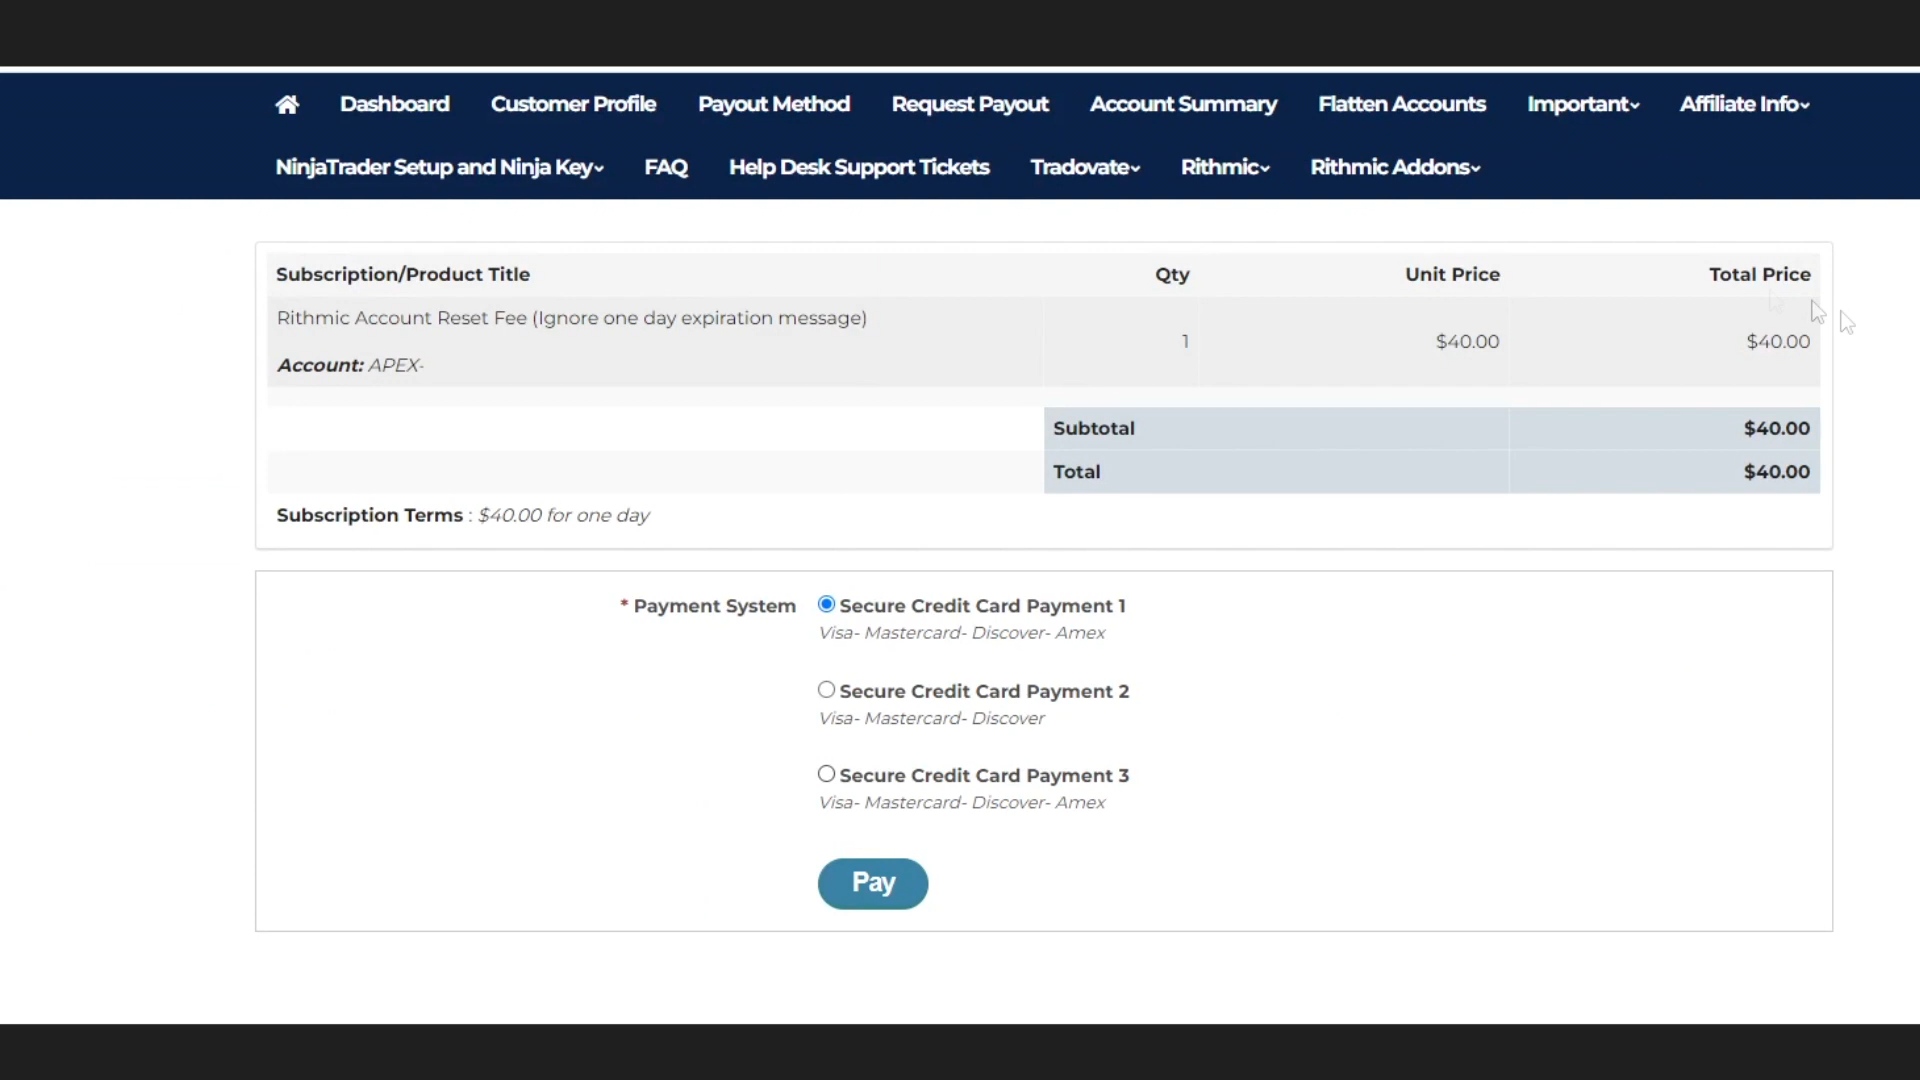 Dashboard Customer Profile Payout Method Request Payout Account Summary Flatten Accounts Important Affiliate Info
NinjaTrader Setup and Ninja Key FAQ Help Desk Support Tickets Tradovate Rithmic Rithmic Addons
Subscription/Product Title Qty Unit Price Total Price
Rithmic Account Reset Fee (Ignore one day expiration message)
1 $40.00 $40.00
Account: APEX-
Subtotal $40.00
Total $40.00
Subscription Terms : $40.00 for one day
* Payment System Secure Credit Card Payment 1
Visa- Mastercard- Discover- Amex
Secure Credit Card Payment 2
Visa- Mastercard- Discover
Secure Credit Card Payment 3
Visa- Mastercard- Discover- Amex
Pay